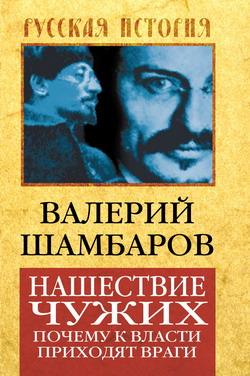 РУССКАЯ ИСТОРИЯ
ВАЛЕРИЙ
ШАМБАРОВ
НАШЕСТВИЕ
ЧУЖИХ
ПОЧЕМУ К ВЛАСТИ
ПРИХОДЯТ ВРАГИ